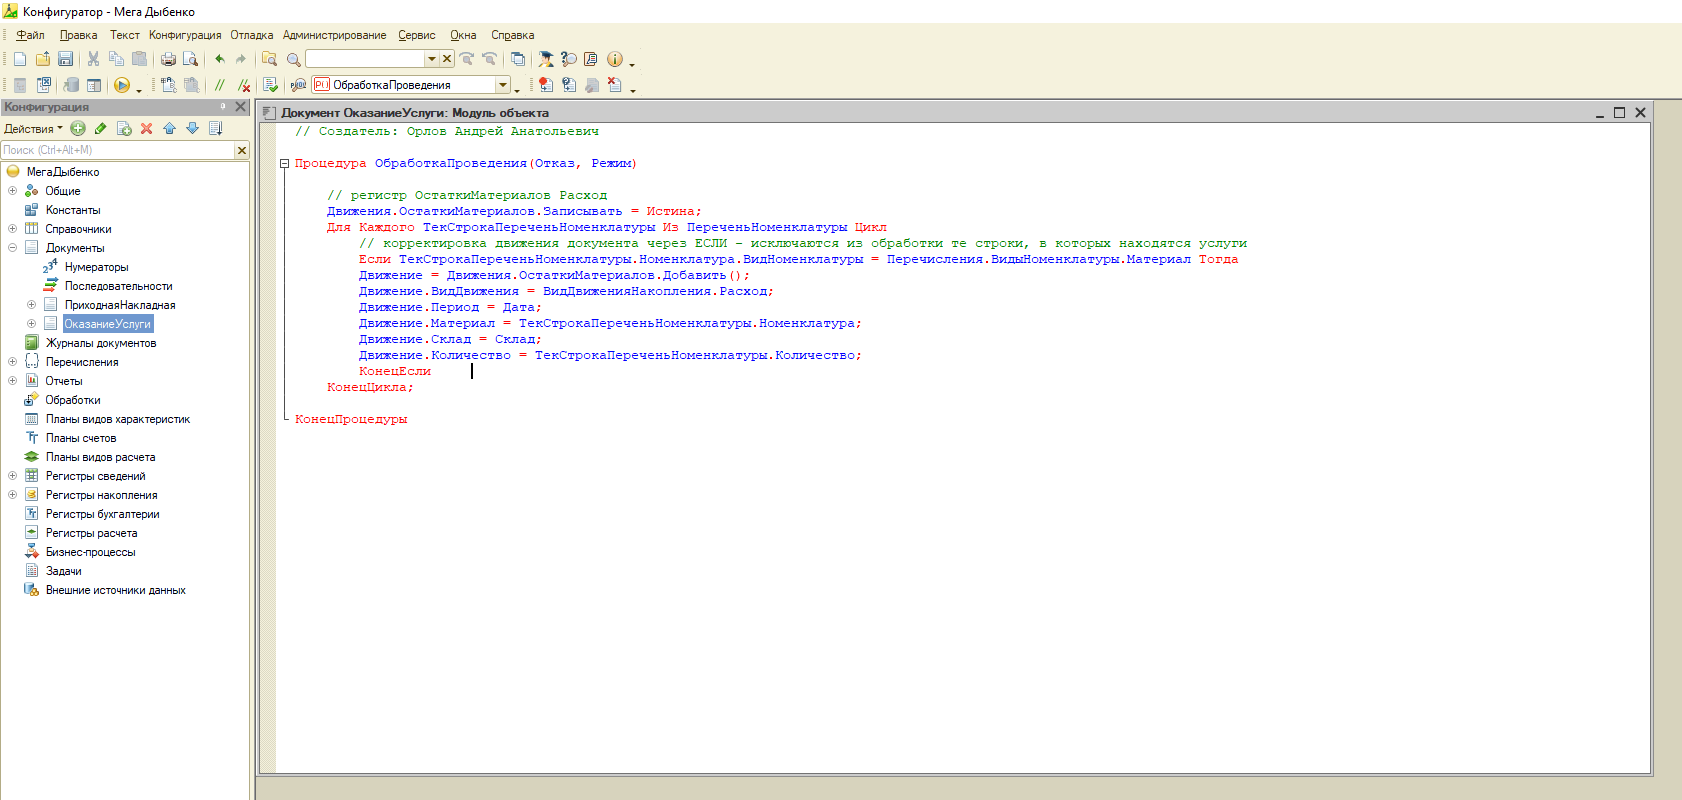 Конфигуратор - Мега Дыбенко
Файл Правка Текст Конфигурация Отладка Администрирование Сервис Окна Справка
ОбработкаПроведения
Конфигурация
Действия
Поиск (Ctrl+Alt+M)
МегаДыбенко
Общие
Константы
Справочники
Документы
Нумераторы
Последовательности
ПриходнаяНакладная
ОказаниеУслуги
Журналы документов
Перечисления
Отчеты
Обработки
Планы видов характеристик
Планы счетов
Планы видов расчета
Регистры сведений
Регистры накопления
Регистры бухгалтерии
Регистры расчета
Бизнес-процессы
Задачи
Внешние источники данных
Документ ОказаниеУслуги: Модуль объекта
// Создатель: Орлов Андрей Анатольевич
Процедура ОбработкаПроведения(Отказ, Режим)
// регистр ОстаткиМатериалов Расход
Движения.ОстаткиМатериалов.Записывать = Истина;
Для Каждого ТекСтрокаПереченьНоменклатуры Из ПереченьНоменклатуры Цикл
// корректировка движения документа через ЕСЛИ - исключаются из обработки те строки, в которых находятся услуги
Если ТекСтрокаПереченьНоменклатуры.Номенклатура.ВидНоменклатуры = Перечисления.ВидыНоменклатуры.Материал Тогда
Движение = Движения.ОстаткиМатериалов.Добавить();
Движение.ВидДвижения = ВидДвиженияНакопления.Расход;
Движение.Период = Дата;
Движение.Материал = ТекСтрокаПереченьНоменклатуры.Номенклатура;
Движение.Склад = Склад;
Движение.Количество = ТекСтрокаПереченьНоменклатуры.Количество;
КонецЕсли
КонецЦикла;
КонецПроцедуры